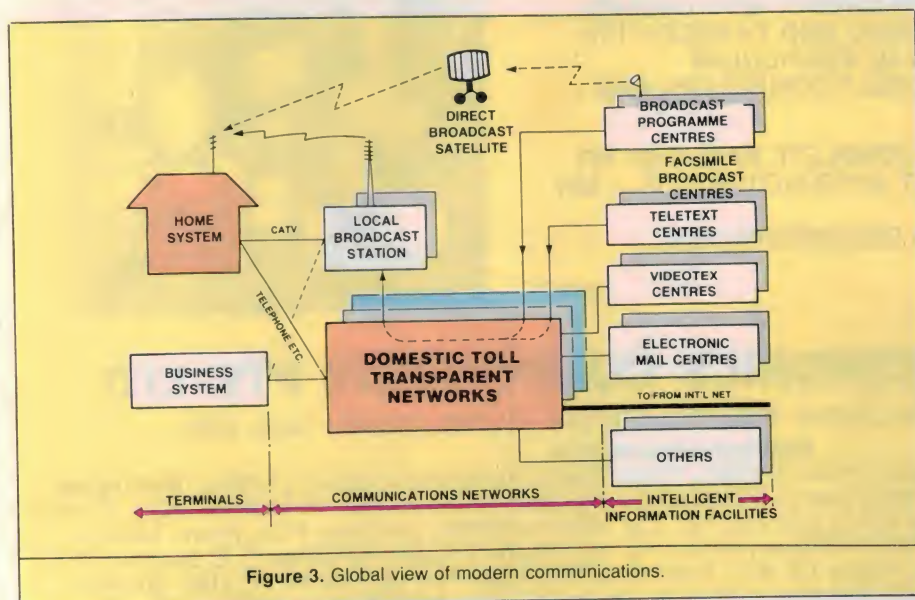 DIRECT
BROADCAST
SATELLITE
BROADCAST
PROGRAMME
CENTRES
FACSIMILE
BROADCAST
CENTRES
TELETEXT
CENTRES
VIDEOTEX
CENTRES
ELECTRONIC
MAIL CENTRES
TO FROM INT'L NET
OTHERS
HOME
SYSTEM
CATV
LOCAL
BROADCAST
STATION
TELEPHONE ETC.
BUSINESS
SYSTEM
DOMESTIC TOLL
TRANSPARENT
NETWORKS
TERMINALS
COMMUNICATIONS NETWORKS
INTELLIGENT
INFORMATION FACILITIES
Figure 3. Global view of modern communications.